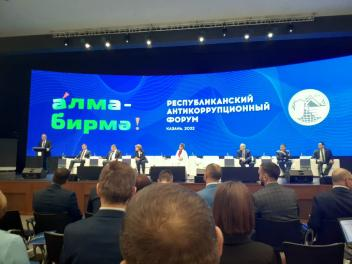 алма-
бирмә!
РЕСПУБЛИКАНСКИЙ
АНТИКОРРУПЦИОННЫЙ
ФОРУМ
КАЗАНЬ, 2022